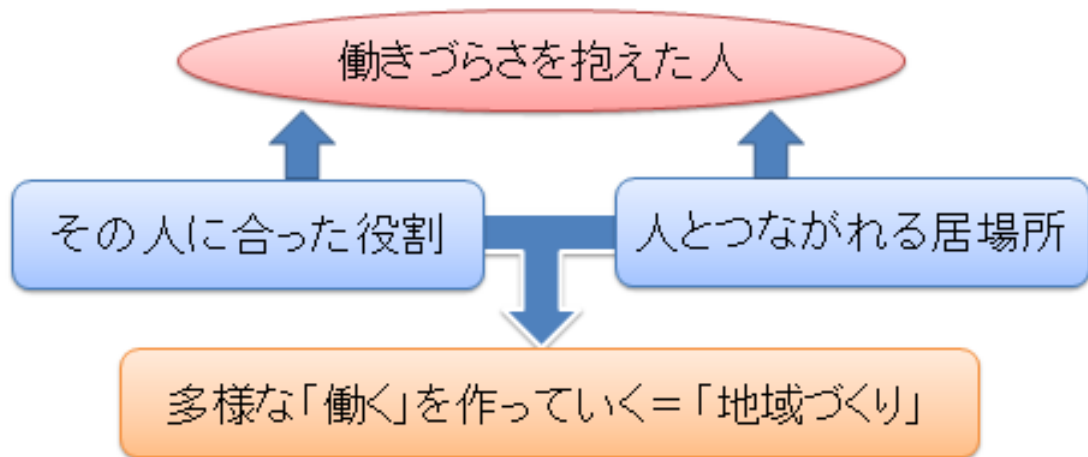 働きづらさを抱えた人
その人に合った役割
人とつながれる居場所
多様な「働く」を作っていく＝「地域づくり」